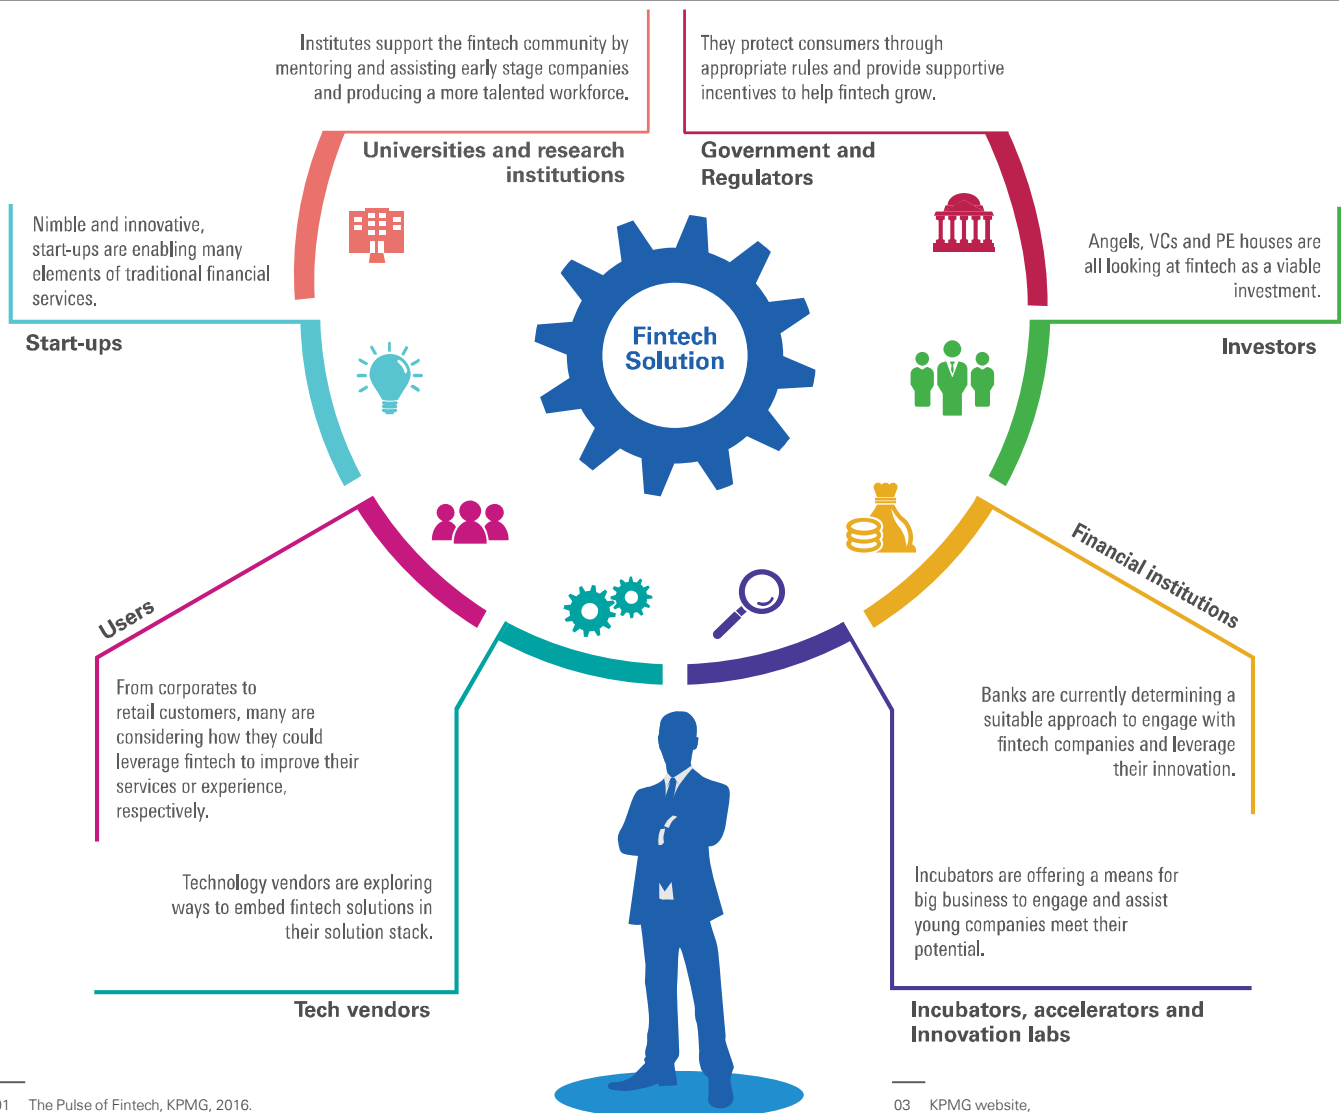 Institutes support the fintech community by
mentoring and assisting early stage companies
and producing a more talented workforce.
Universities and research
institutions
They protect consumers through
appropriate rules and provide supportive
incentives to help fintech grow.
Government and
Regulators
Nimble and innovative,
start-ups are enabling many
elements of traditional financial
services.
Start-ups
Angels, VCs and PE houses are
all looking at fintech as a viable
investment.
Investors
Fintech
Solution
Users
From corporates to
retail customers, many are
considering how they could
leverage fintech to improve their
services or experience,
respectively.
Financial institutions
Banks are currently determining a
suitable approach to engage with
fintech companies and leverage
their innovation.
Technology vendors are exploring
ways to embed fintech solutions in
their solution stack.
Tech vendors
Incubators are offering a means for
big business to engage and assist
young companies meet their
potential.
Incubators, accelerators and
Innovation labs
01 The Pulse of Fintech, KPMG, 2016.
03 KPMG website,